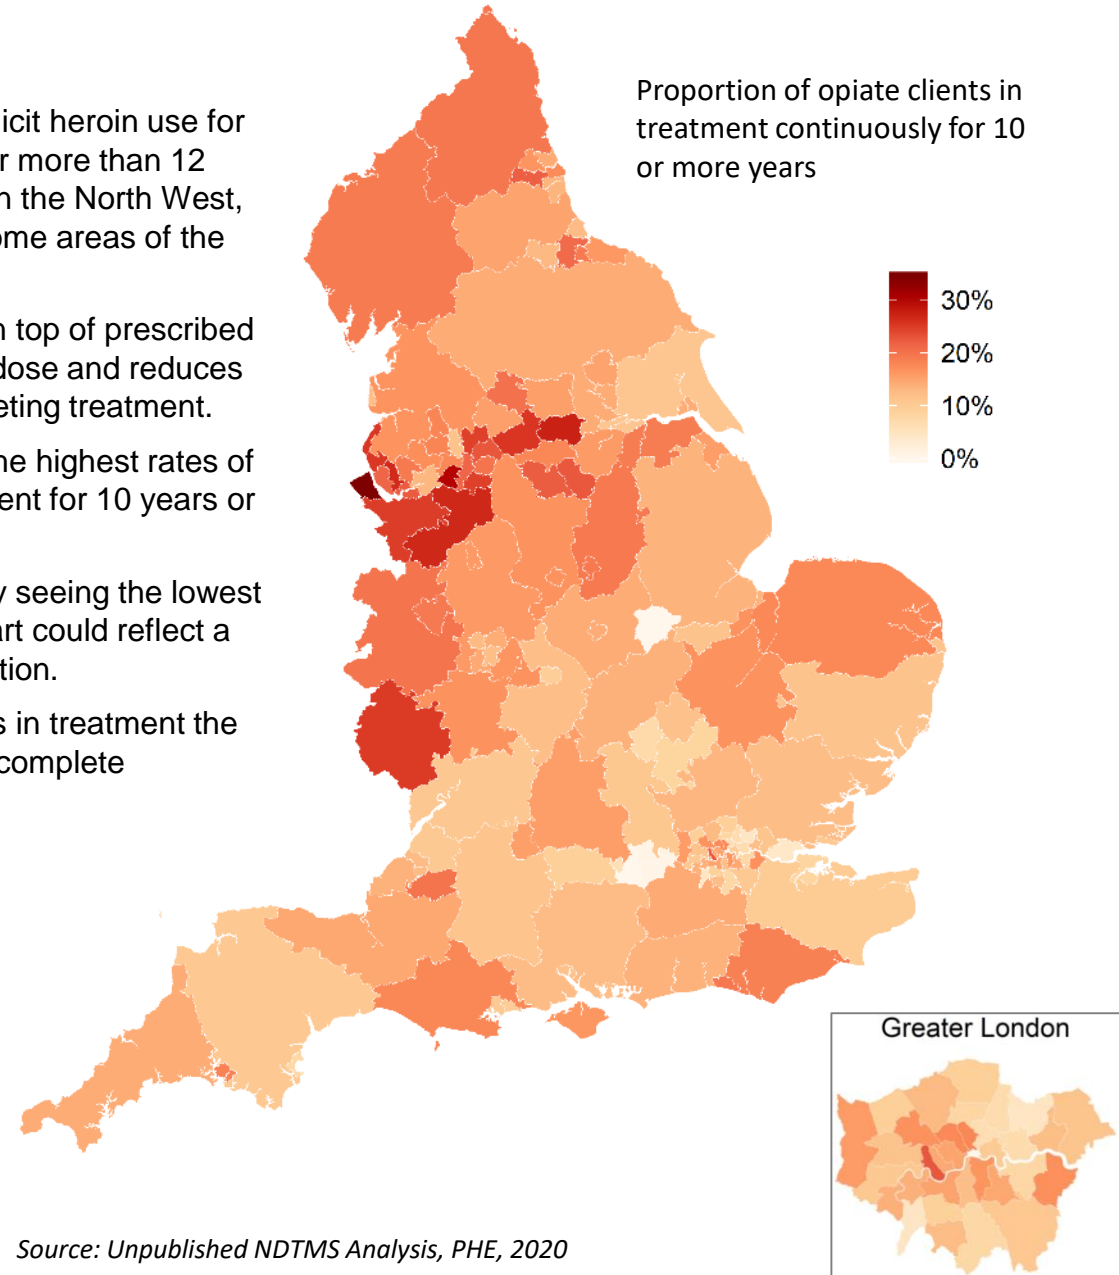 icit heroin use for
r more than 12
n the North West,
ome areas of the
n top of prescribed
dose and reduces
eting treatment.
he highest rates of
ent for 10 years or
y seeing the lowest
art could reflect a
tion.
s in treatment the
complete
Proportion of opiate clients in
treatment continuously for 10
or more years
30%
20%
10%
0%
Greater London
Source: Unpublished NDTMS Analysis, PHE, 2020